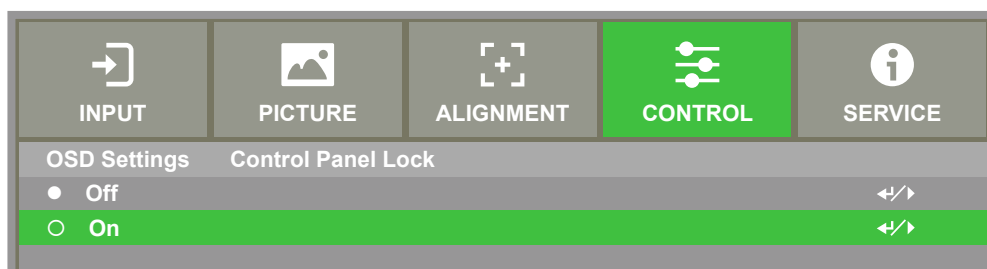 INPUT PICTURE ALIGNMENT CONTROL SERVICE
OSD Settings Control Panel Lock
Off
On